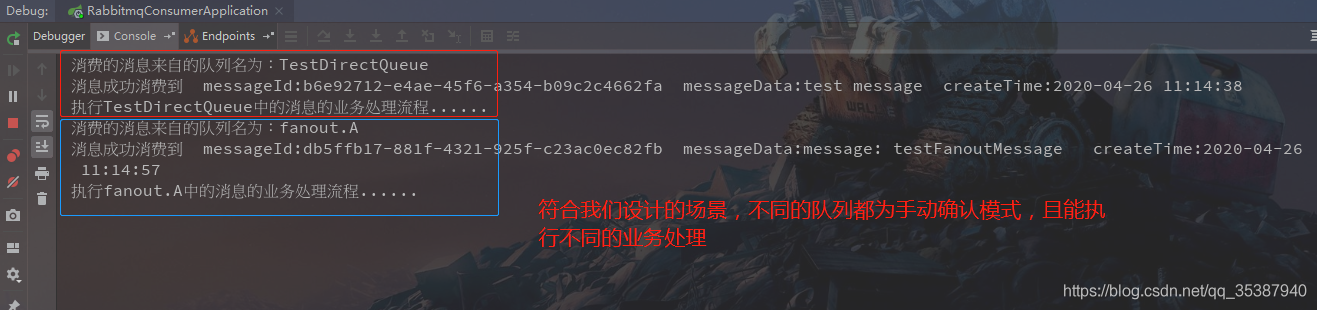 Debug: RabbitmqConsumerApplication ×
Debugger Console Endpoints
消费的消息来自的队列名为：TestDirectQueue
消息成功消费到 messageId:b6e92712-e4ae-45f6-a354-b09c2c4662fa messageData:test message createTime:2020-04-26 11:14:38
执行TestDirectQueue中的消息的业务处理流程......
消费的消息来自的队列名为：fanout.A
消息成功消费到 messageId:db5ffb17-881f-4321-925f-c23ac0ec82fb messageData:message: testFanoutMessage createTime:2020-04-26
11:14:57
执行fanout.A中的消息的业务处理流程......
符合我们设计的场景，不同的队列都为手动确认模式，且能执
行不同的业务处理
WALL·E
https://blog.csdn.net/qq_35387940